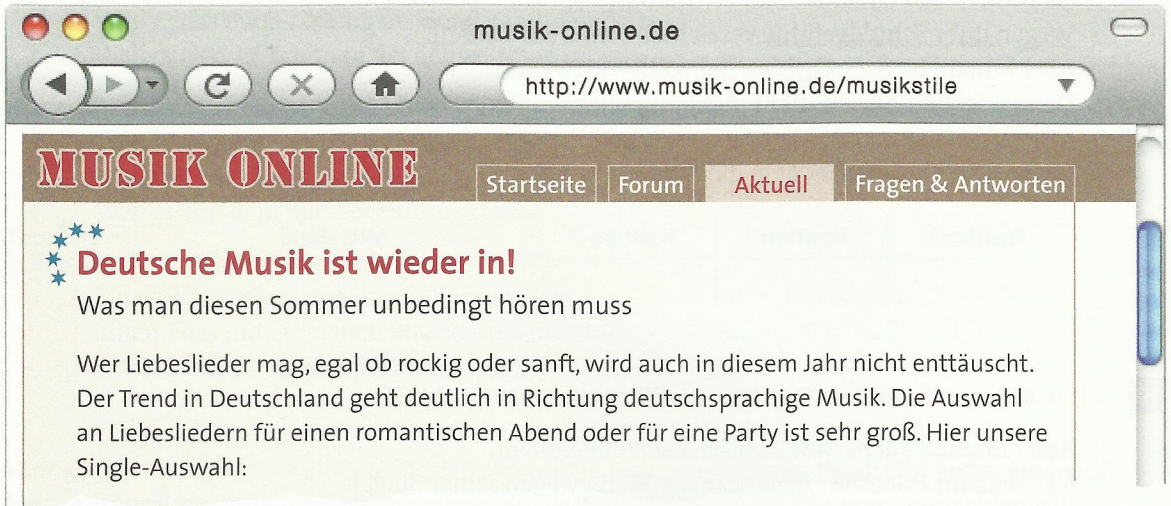 musik-online.de
http://www.musik-online.de/musikstile
MUSIK ONLINE
Startseite Forum Aktuell Fragen & Antworten
Deutsche Musik ist wieder in!
Was man diesen Sommer unbedingt hören muss
Wer Liebeslieder mag, egal ob rockig oder sanft, wird auch in diesem Jahr nicht enttäuscht.
Der Trend in Deutschland geht deutlich in Richtung deutschsprachige Musik. Die Auswahl
an Liebesliedern für einen romantischen Abend oder für eine Party ist sehr groß. Hier unsere
Single-Auswahl: